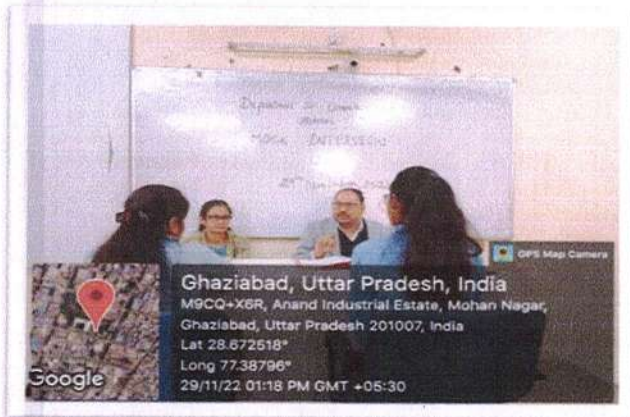 MOCK INTERVIEW
GPS Map Camera
Ghaziabad, Uttar Pradesh, India
M9CQ+X6R, Anand Industrial Estate, Mohan Nagar,
Ghaziabad, Uttar Pradesh 201007, India
Lat 28.672518°
Long 77.38796°
29/11/22 01:18 PM GMT +05:30
Google